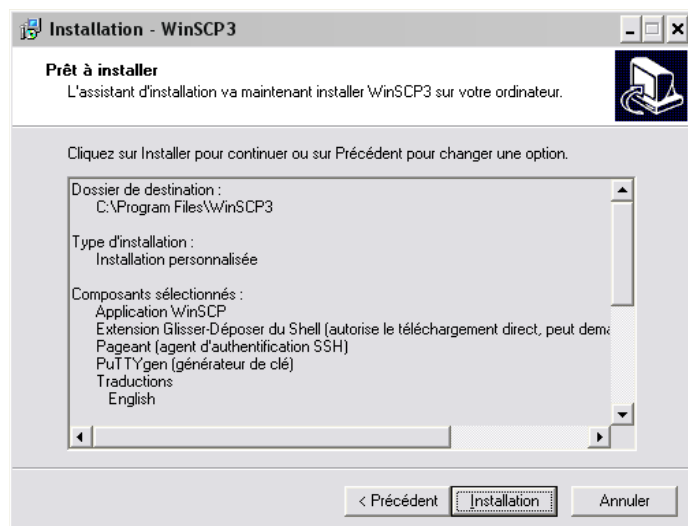 Installation - WinSCP3
Prêt à installer
L'assistant d'installation va maintenant installer WinSCP3 sur votre ordinateur.
Cliquez sur Installer pour continuer ou sur Précédent pour changer une option.
Dossier de destination :
C:\Program Files\WinSCP3
Type d'installation :
Installation personnalisée
Composants sélectionnés :
Application WinSCP
Extension Glisser-Déposer du Shell (autorise le téléchargement direct, peut
Pageant (agent d'authentification SSH)
PuTTYgen (générateur de clé)
Traductions
English
< Précédent
Installation
Annuler